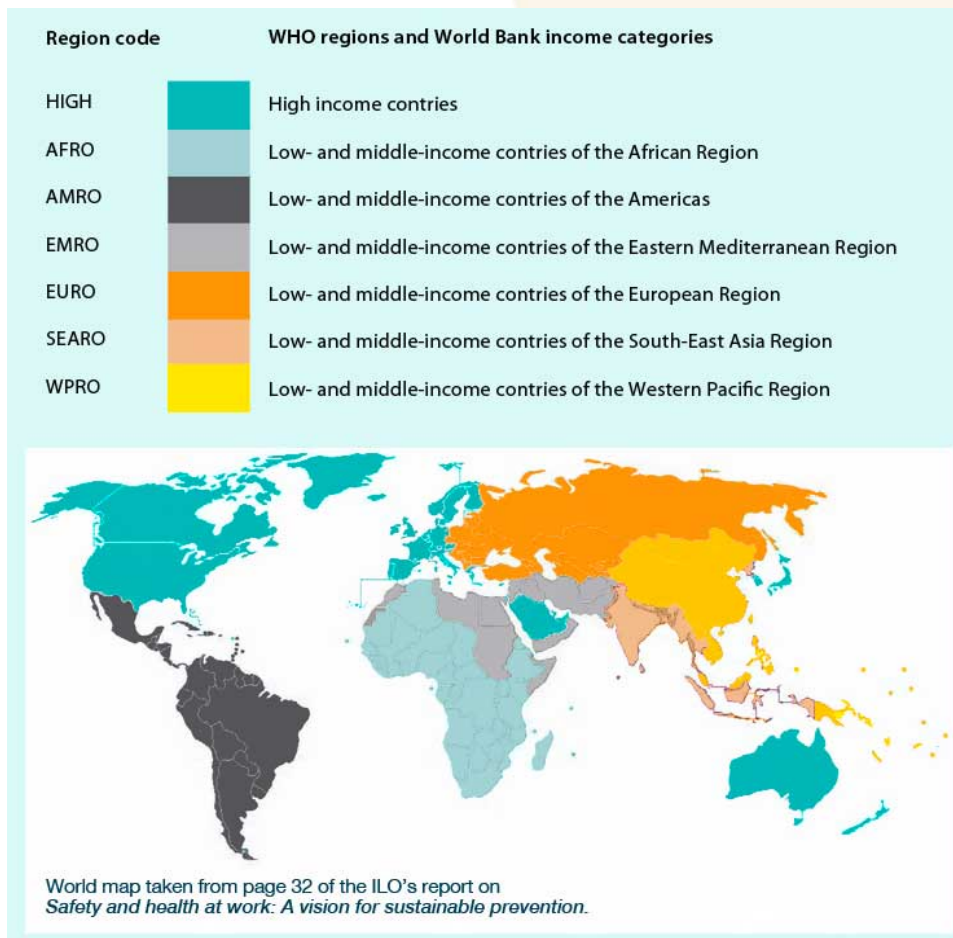 Region code WHO regions and World Bank income categories
HIGH High income contries
AFRO Low- and middle-income contries of the African Region
AMRO Low- and middle-income contries of the Americas
EMRO Low- and middle-income contries of the Eastern Mediterranean Region
EURO Low- and middle-income contries of the European Region
SEARO Low- and middle-income contries of the South-East Asia Region
WPRO Low- and middle-income contries of the Western Pacific Region
World map taken from page 32 of the ILO's report on
Safety and health at work: A vision for sustainable prevention.